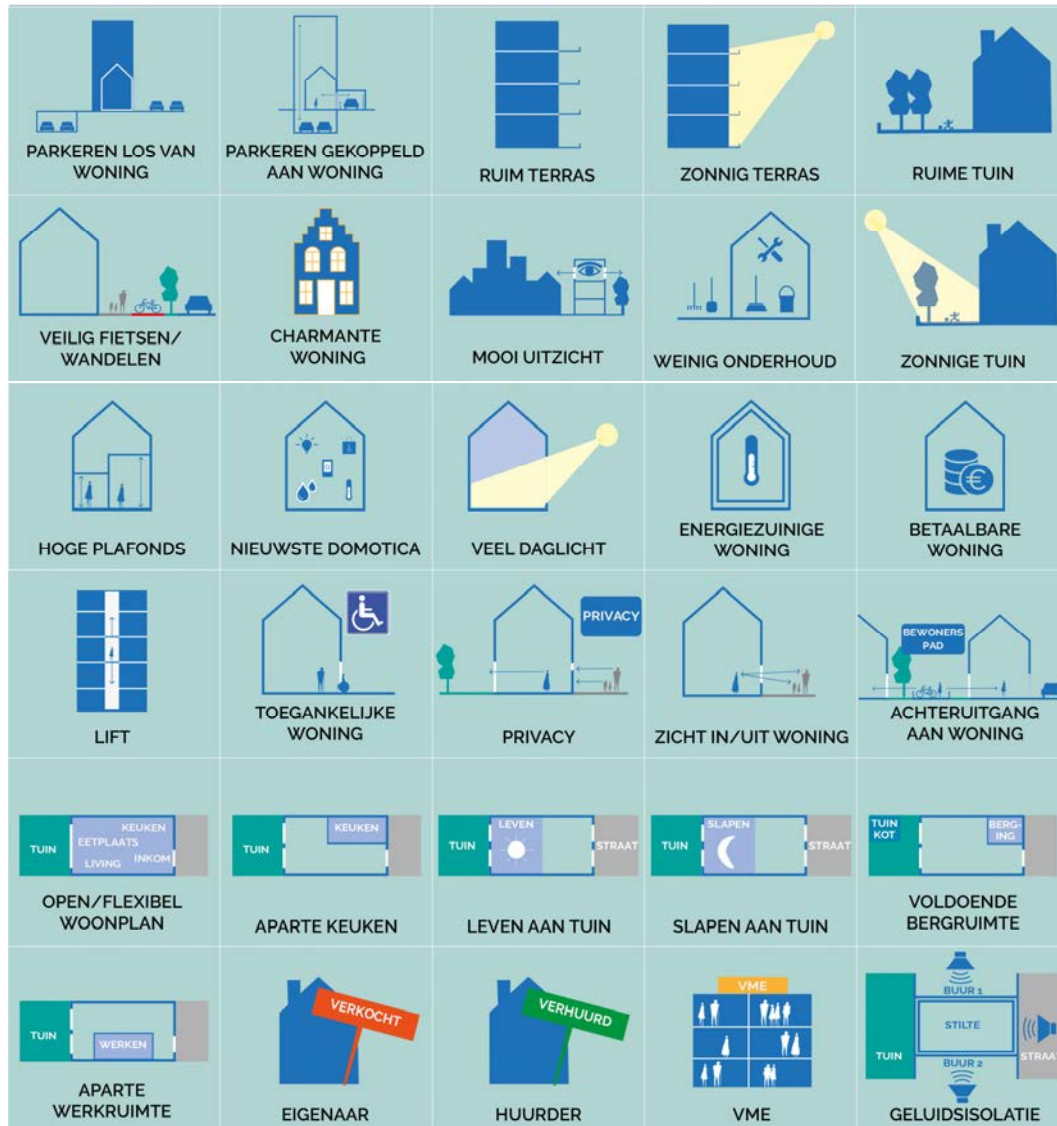 PARKEREN LOS VAN
WONING
PARKEREN GEKOPPELD
AAN WONING
RUIM TERRAS
ZONNIG TERRAS
RUIME TUIN
VEILIG FIETSEN/
WANDELEN
CHARMANTE
WONING
MOOI UITZICHT
WEINIG ONDERHOUD
ZONNIGE TUIN
HOGE PLAFONDS
NIEUWSTE DOMOTICA
VEEL DAGLICHT
ENERGIEZUINIGE
WONING
€
BETAALBARE
WONING
LIFT
TOEGANKELIJKE
WONING
PRIVACY
PRIVACY
ZICHT IN/UIT WONING
BEWONERS
PAD
ACHTERUITGANG
AAN WONING
TUIN
KEUKEN
EETPLAATS
INKOM
LIVING
OPEN/FLEXIBEL
WOONPLAN
TUIN
KEUKEN
APARTE KEUKEN
TUIN
LEVEN
STRAAT
LEVEN AAN TUIN
TUIN
SLAPEN
STRAAT
SLAPEN AAN TUIN
TUIN
KOT
BERG-
ING
TUIN
VOLDOENDE
BERGRUIMTE
TUIN
WERKEN
APARTE
WERKRUIMTE
VERKOCHT
EIGENAAR
VERHUURD
HUURDER
VME
VME
BUUR 1
STILTE
BUUR 2
TUIN
STRAAT
GELUIDSISOLATIE